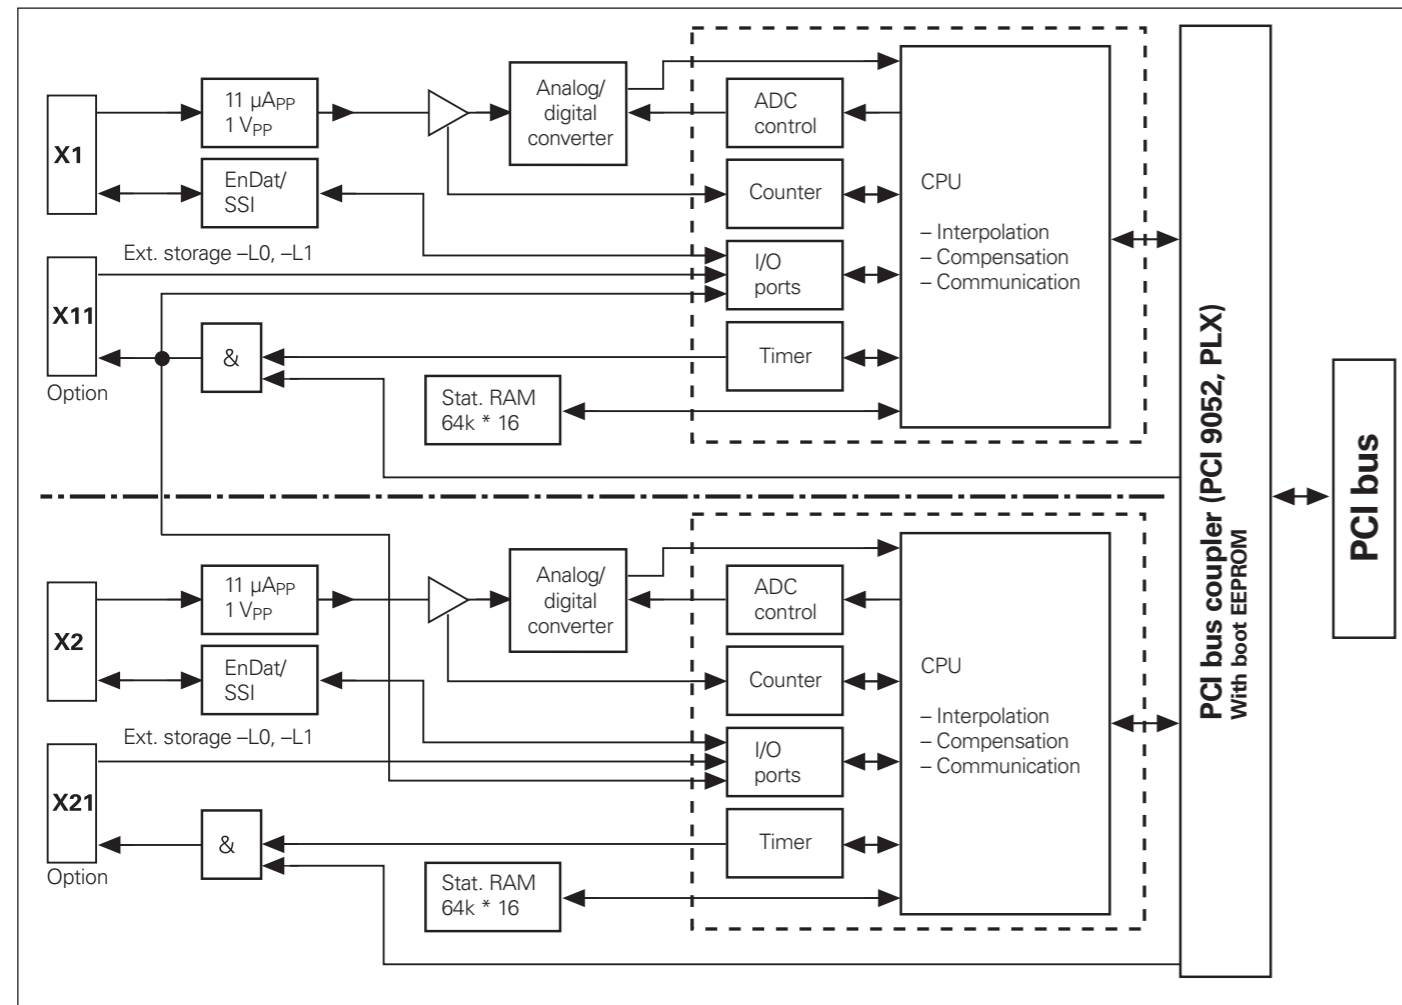 X1
11 µAPP
1 VPP
EnDat/
SSI
Analog/
digital
converter
ADC
control
Counter
I/O
ports
Timer
CPU
– Interpolation
– Compensation
– Communication
Ext. storage –L0, –L1
X11
Option
&
Stat. RAM
64k * 16
X2
11 µAPP
1 VPP
EnDat/
SSI
Analog/
digital
converter
ADC
control
Counter
I/O
ports
Timer
CPU
– Interpolation
– Compensation
– Communication
Ext. storage –L0, –L1
X21
Option
&
Stat. RAM
64k * 16
PCI bus coupler (PCI 9052, PLX)
With boot EEPROM
PCI bus